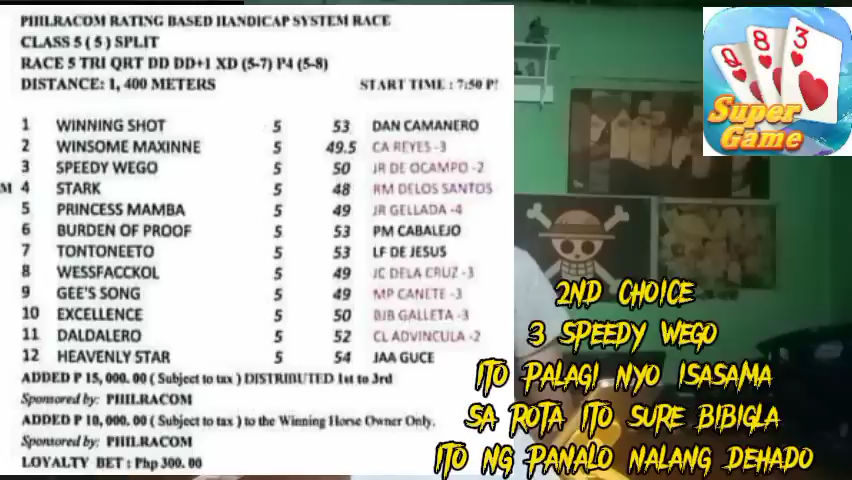 PHILRACOM RATING BASED HANDICAP SYSTEM RACE
CLASS 5 ( 5 ) SPLIT
RACE 5 TRI QRT DD DD+1 XD (5-7) P4 (5-8)
DISTANCE: 1, 400 METERS START TIME : 7:50 P!
1 WINNING SHOT 5 53 DAN CAMANERO
2 WINSOME MAXINNE 5 49.5 CA REYES -3
3 SPEEDY WEGO 5 50 JR DE OCAMPO -2
M 4 STARK 5 48 RM DELOS SANTOS
5 PRINCESS MAMBA 5 49 JR GELLADA -4
6 BURDEN OF PROOF 5 53 PM CABALEJO
7 TONTONEETO 5 53 LF DE JESUS
8 WESSFACCKOL 5 49 JC DELA CRUZ -3
9 GEE'S SONG 5 49 MP CANETE -3
10 EXCELLENCE 5 50 BJB GALLETA -3
11 DALDALERO 5 52 CL ADVINCULA -2
12 HEAVENLY STAR 5 54 JAA GUCE
ADDED P 15, 000. 00 ( Subject to tax ) DISTRIBUTED 1st to 3rd
Sponsored by: PHILRACOM
ADDED P 10, 000. 00 ( Subject to tax ) to the Winning Horse Owner Only.
Sponsored by: PHILRACOM
LOYALTY BET : Php 300. 00
Q 8 3
Super
Game
2ND CHOICE
3 SPEEDY WEGO
ITO PALAGI NYO ISASAMA
SA ROTA ITO SURE BIBIGLA
ITO NG PANALO NALANG DEHADO